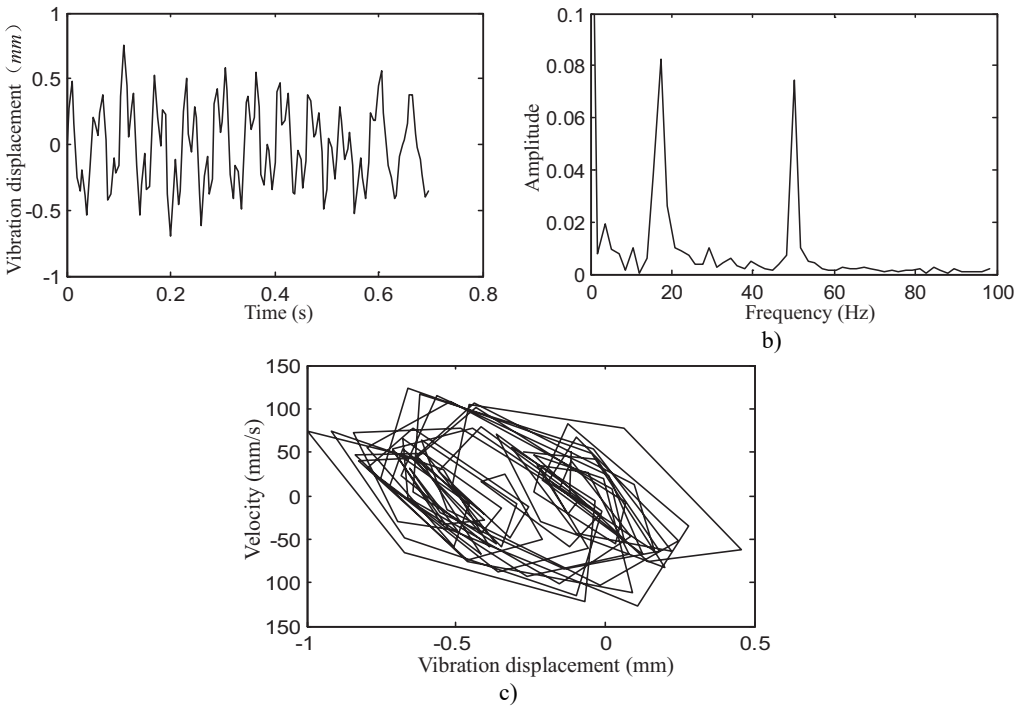 Vibration displacement（mm）
1
0.5
0
-0.5
-1
0 0.2 0.4 0.6 0.8
Time (s)
Amplitude
0.1
0.08
0.06
0.04
0.02
0
0 20 40 60 80 100
Frequency (Hz)
b)
Velocity (mm/s)
150
100
50
0
-50
100
150
-1 -0.5 0 0.5
Vibration displacement (mm)
c)